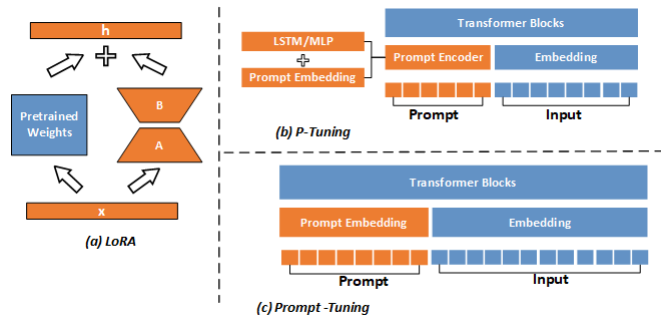 h
Pretrained
Weights
B
A
x
(a) LoRA
LSTM/MLP
Prompt Embedding
Transformer Blocks
Prompt Encoder
Embedding
Prompt
Input
(b) P-Tuning
Transformer Blocks
Prompt Embedding
Embedding
Prompt
Input
(c) Prompt -Tuning